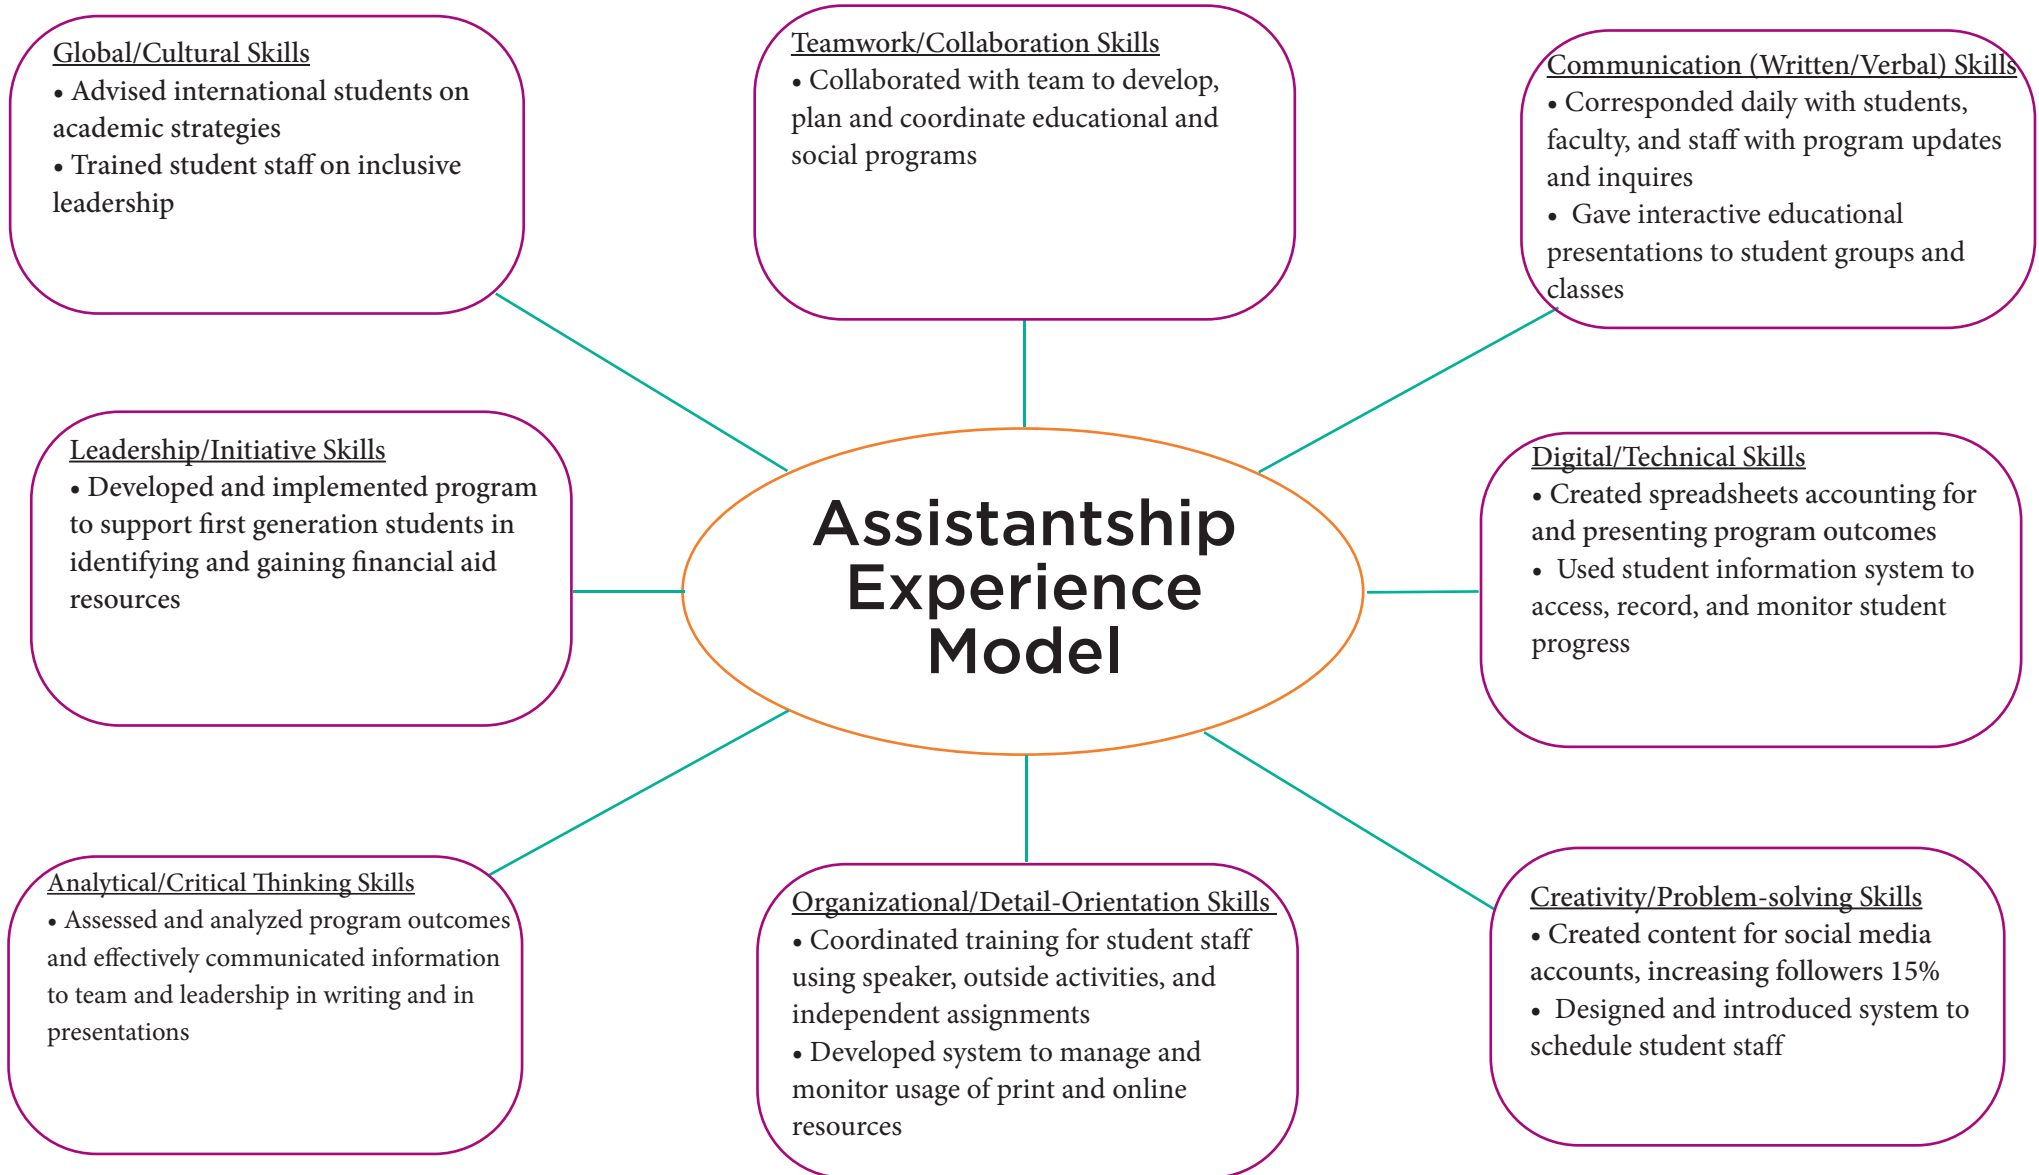 Global/Cultural Skills
• Advised international students on
academic strategies
• Trained student staff on inclusive
leadership
Teamwork/Collaboration Skills
• Collaborated with team to develop,
plan and coordinate educational and
social programs
Communication (Written/Verbal) Skills
• Corresponded daily with students,
faculty, and staff with program updates
and inquires
• Gave interactive educational
presentations to student groups and
classes
Leadership/Initiative Skills
• Developed and implemented program
to support first generation students in
identifying and gaining financial aid
resources
Assistantship
Experience
Model
Digital/Technical Skills
• Created spreadsheets accounting for
and presenting program outcomes
• Used student information system to
access, record, and monitor student
progress
Analytical/Critical Thinking Skills
• Assessed and analyzed program outcomes
and effectively communicated information
to team and leadership in writing and in
presentations
Organizational/Detail-Orientation Skills
• Coordinated training for student staff
using speaker, outside activities, and
independent assignments
• Developed system to manage and
monitor usage of print and online
resources
Creativity/Problem-solving Skills
• Created content for social media
accounts, increasing followers 15%
• Designed and introduced system to
schedule student staff